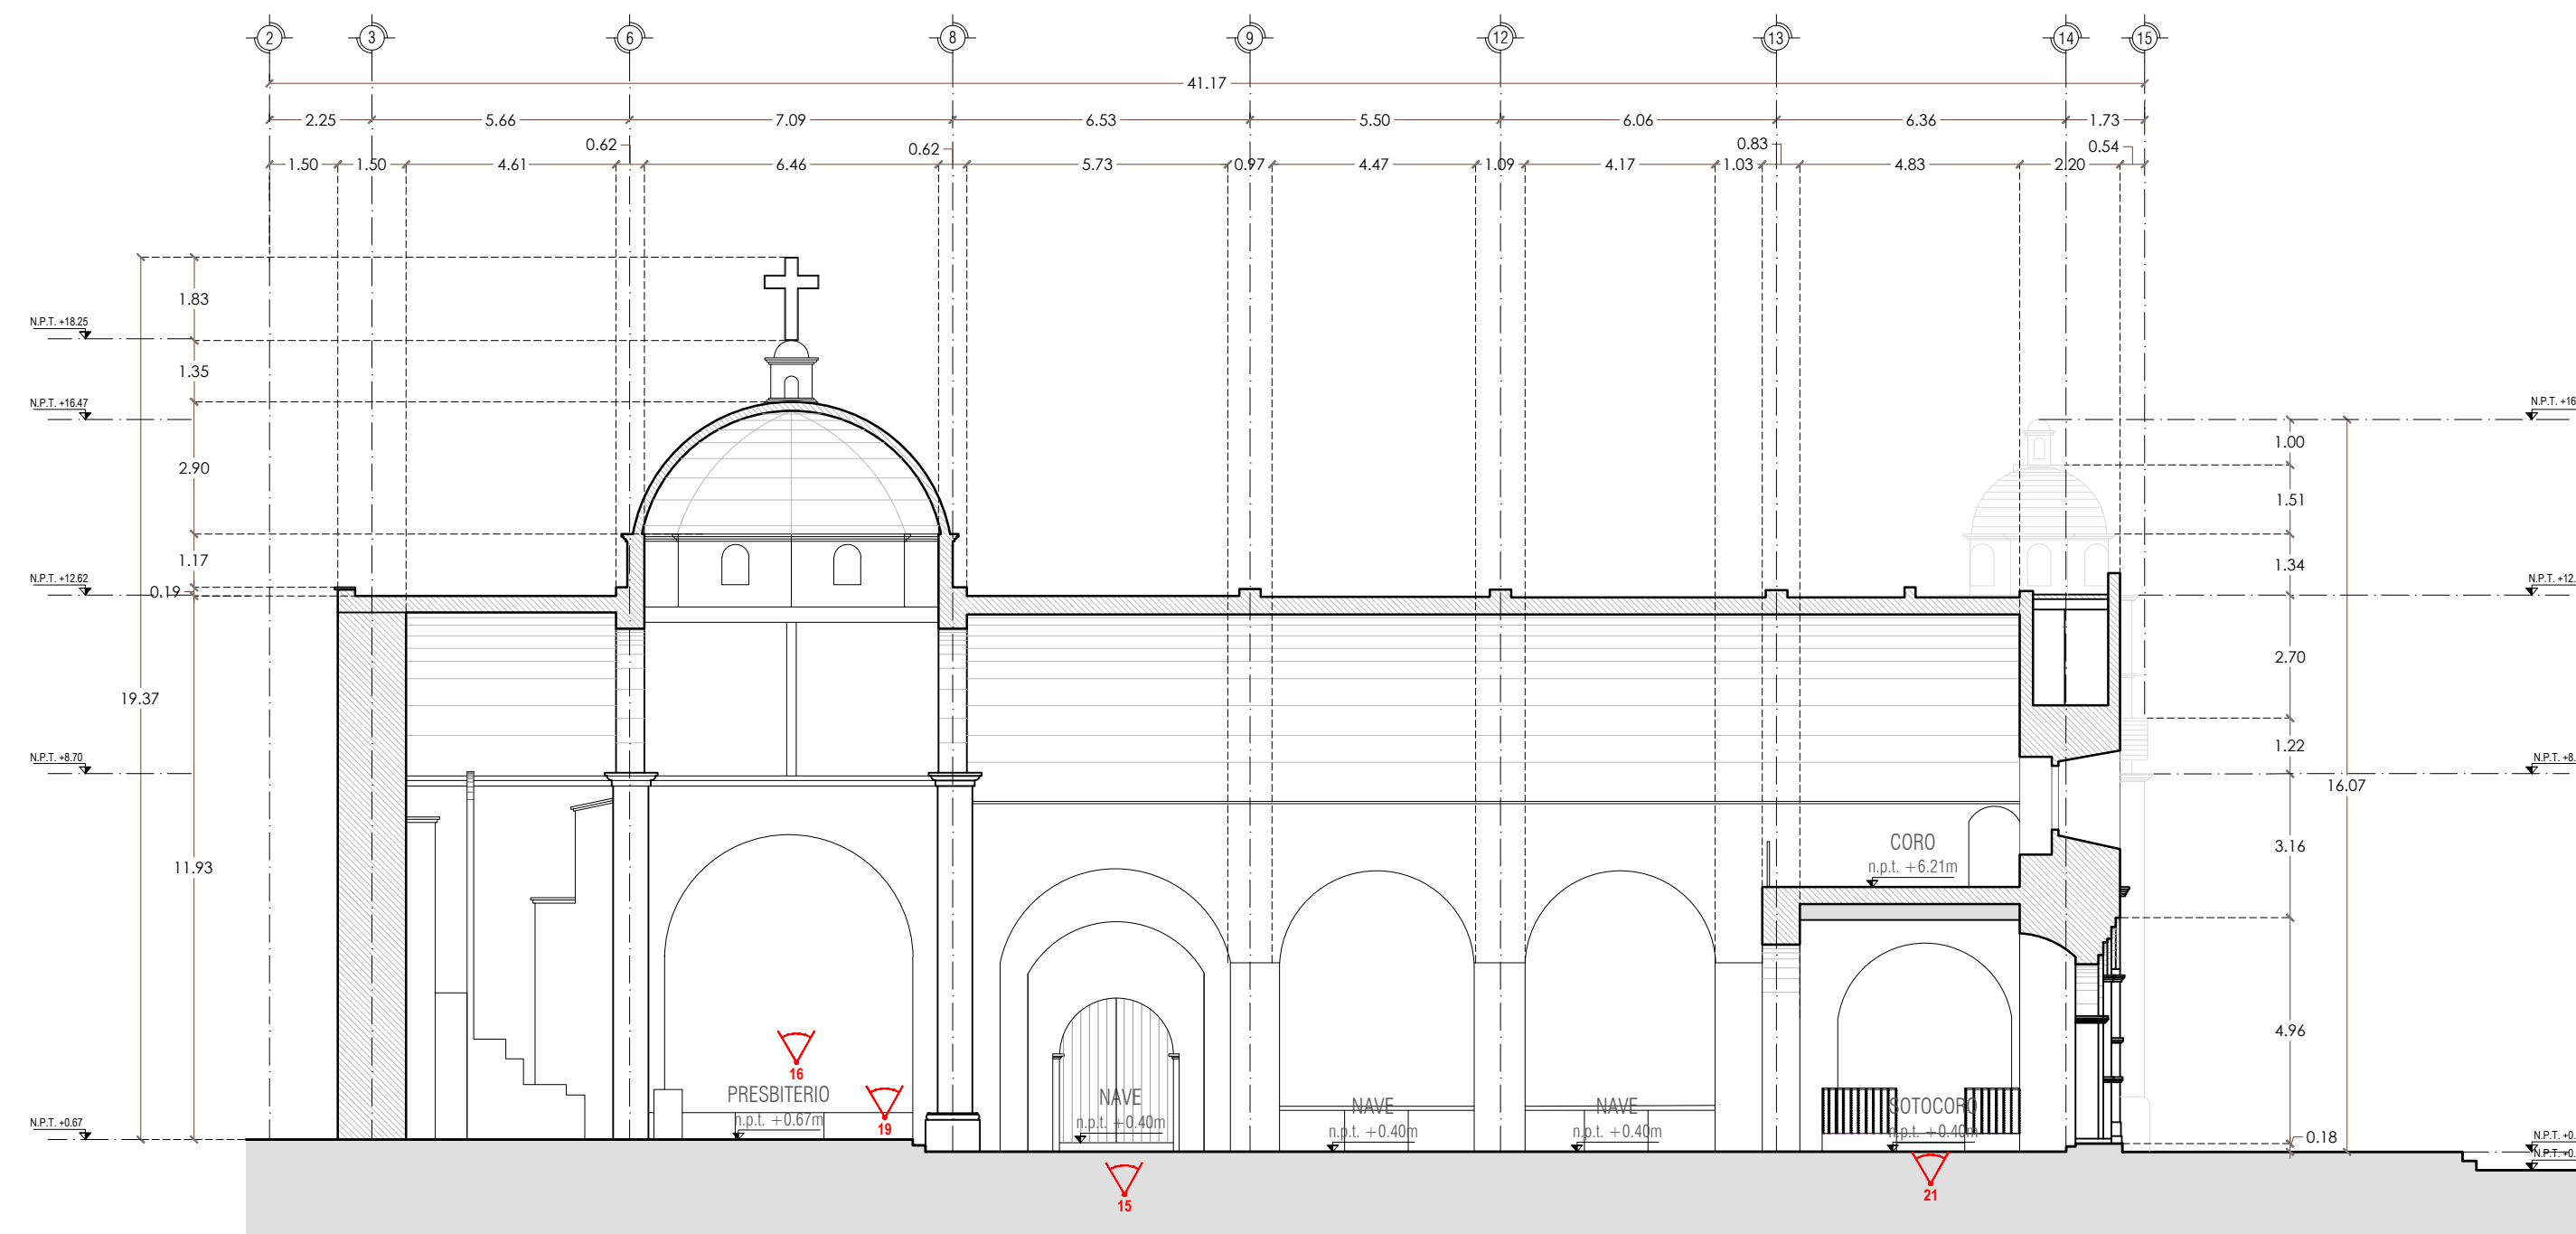 2 3 6 8 9 12 13 14 15
41.17
2.25 5.66 7.09 6.53 5.50 6.06 6.36 1.73
0.62 0.62 0.83 0.54
1.50 1.50 4.61 6.46 5.73 0.97 4.47 1.09 4.17 1.03 4.83 2.20
1.83
N.P.T. +18.25
1.35
N.P.T. +16.47
2.90
1.17
N.P.T. +12.62
0.19
19.37
N.P.T. +8.70
11.93
N.P.T. +0.67
N.P.T. +16
1.00
1.51
1.34
N.P.T. +12.
2.70
1.22
N.P.T. +8.
16.07
3.16
4.96
0.18
N.P.T. +0.
N.P.T. +0.
CORO
n.p.t. +6.21m
16
PRESBITERIO
n.p.t. +0.67m
19
NAVE
n.p.t. +0.40m
15
NAVE
n.p.t. +0.40m
NAVE
n.p.t. +0.40m
SOTOCORO
n.p.t. +0.40m
21